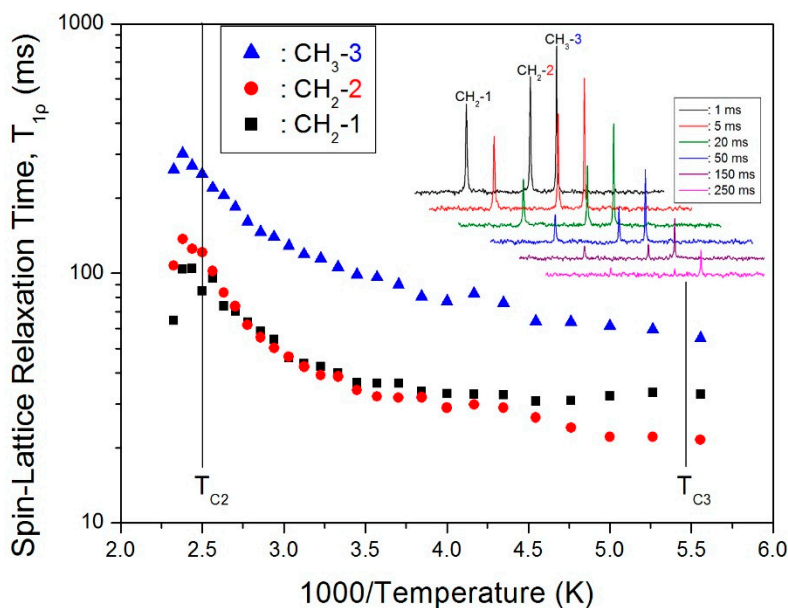 Spin-Lattice Relaxation Time, T1ρ (ms)
1000
100
10
▲ : CH3-3
● : CH2-2
■ : CH2-1
CH3-3
CH2-2
CH2-1
: 1 ms
: 5 ms
: 20 ms
: 50 ms
: 150 ms
: 250 ms
TC2
TC3
2.0 2.5 3.0 3.5 4.0 4.5 5.0 5.5 6.0
1000/Temperature (K)